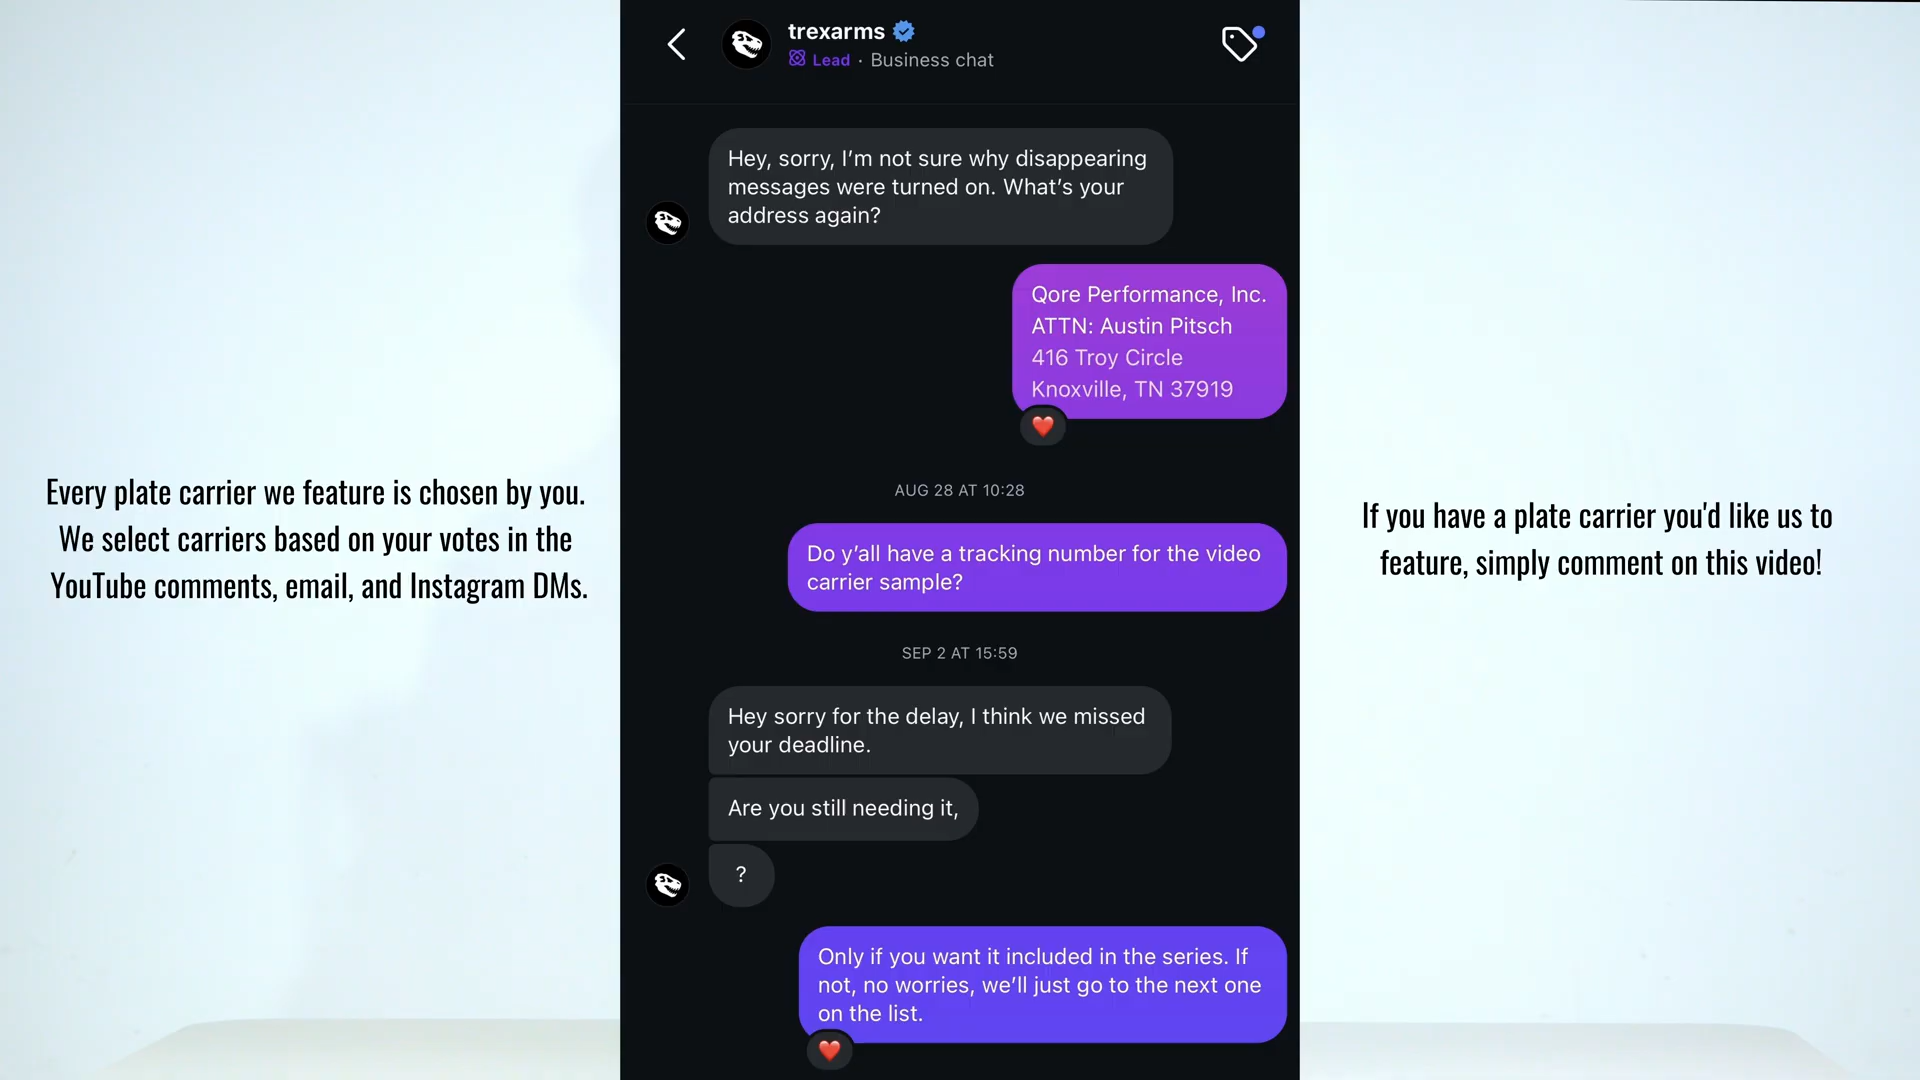 trexarms
Lead · Business chat
Hey, sorry, I’m not sure why disappearing
messages were turned on. What’s your
address again?
Qore Performance, Inc.
ATTN: Austin Pitsch
416 Troy Circle
Knoxville, TN 37919
AUG 28 AT 10:28
Do y’all have a tracking number for the video
carrier sample?
SEP 2 AT 15:59
Hey sorry for the delay, I think we missed
your deadline.
Are you still needing it,
?
Only if you want it included in the series. If
not, no worries, we’ll just go to the next one
on the list.
Every plate carrier we feature is chosen by you.
We select carriers based on your votes in the
YouTube comments, email, and Instagram DMs.
If you have a plate carrier you'd like us to
feature, simply comment on this video!